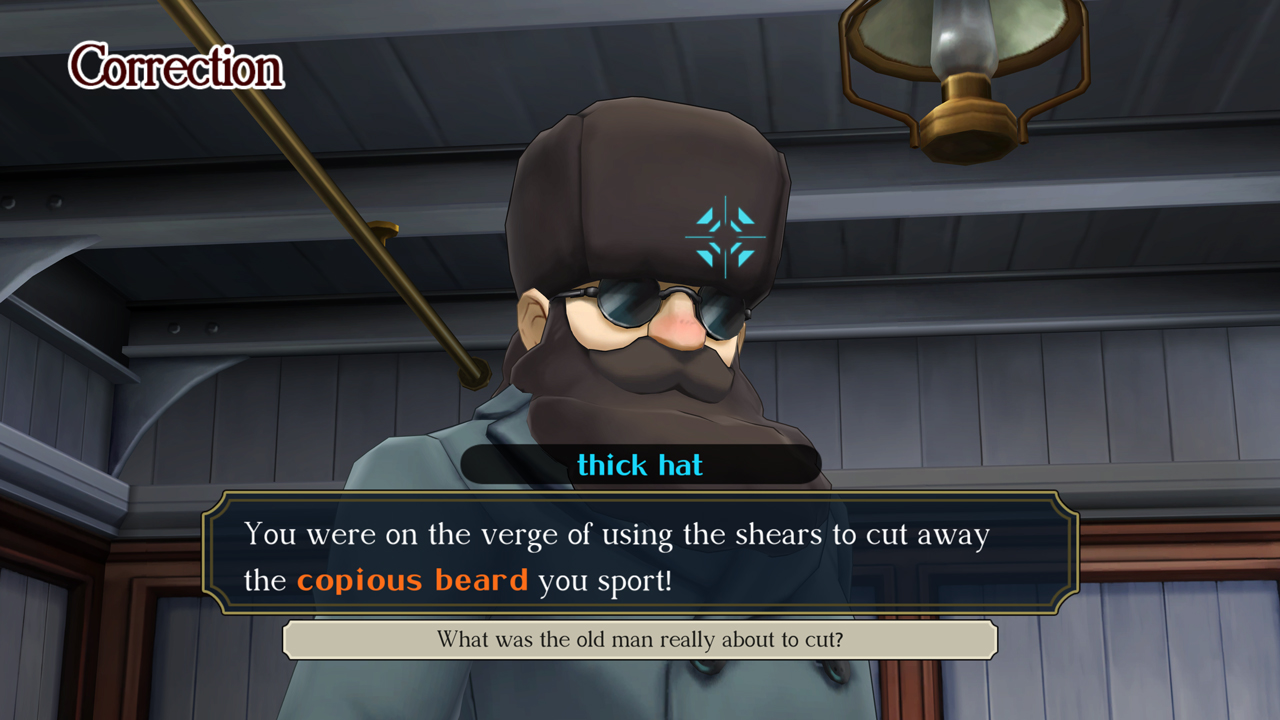 Correction
thick hat
You were on the verge of using the shears to cut away
the copious beard you sport!
What was the old man really about to cut?